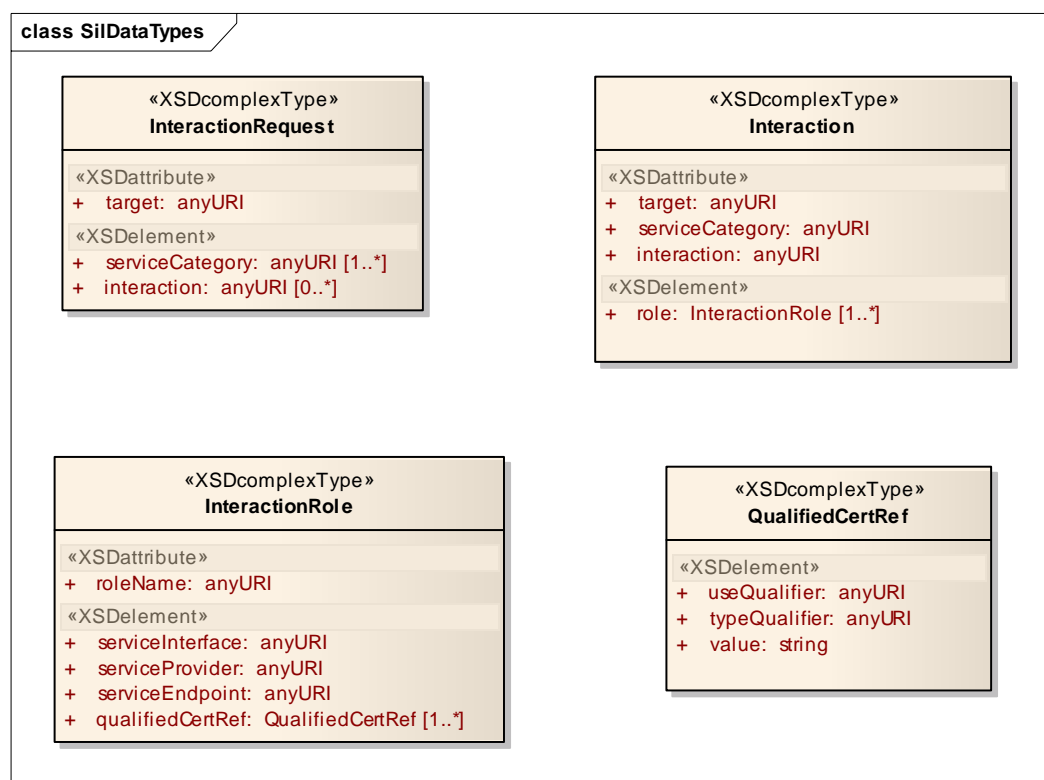 class SilDataTypes
«XSDcomplexType»
InteractionRequest
«XSDattribute»
+ target: anyURI
«XSDelement»
+ serviceCategory: anyURI [1..*]
+ interaction: anyURI [0..*]
«XSDcomplexType»
Interaction
«XSDattribute»
+ target: anyURI
+ serviceCategory: anyURI
+ interaction: anyURI
«XSDelement»
+ role: InteractionRole [1..*]
«XSDcomplexType»
InteractionRole
«XSDattribute»
+ roleName: anyURI
«XSDelement»
+ serviceInterface: anyURI
+ serviceProvider: anyURI
+ serviceEndpoint: anyURI
+ qualifiedCertRef: QualifiedCertRef [1..*]
«XSDcomplexType»
QualifiedCertRef
«XSDelement»
+ useQualifier: anyURI
+ typeQualifier: anyURI
+ value: string